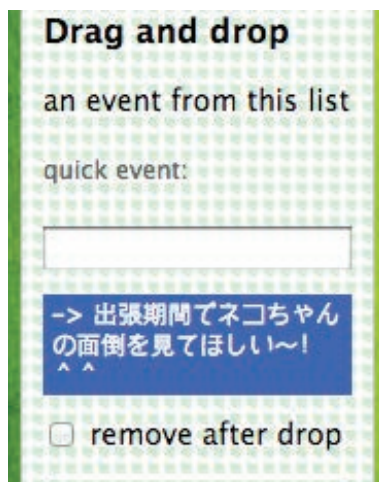 Drag and drop
an event from this list
quick event:
-> 出張期間でネコちゃん
の面倒を見てほしい〜!
^ ^
remove after drop